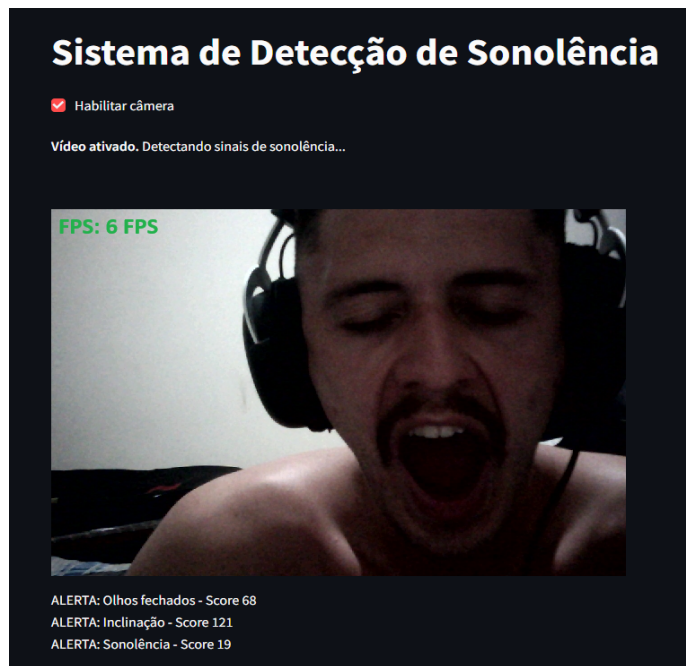 Sistema de Detecção de Sonolência
Habilitar câmera
Vídeo ativado. Detectando sinais de sonolência...
FPS: 6 FPS
ALERTA: Olhos fechados - Score 68
ALERTA: Inclinação - Score 121
ALERTA: Sonolência - Score 19